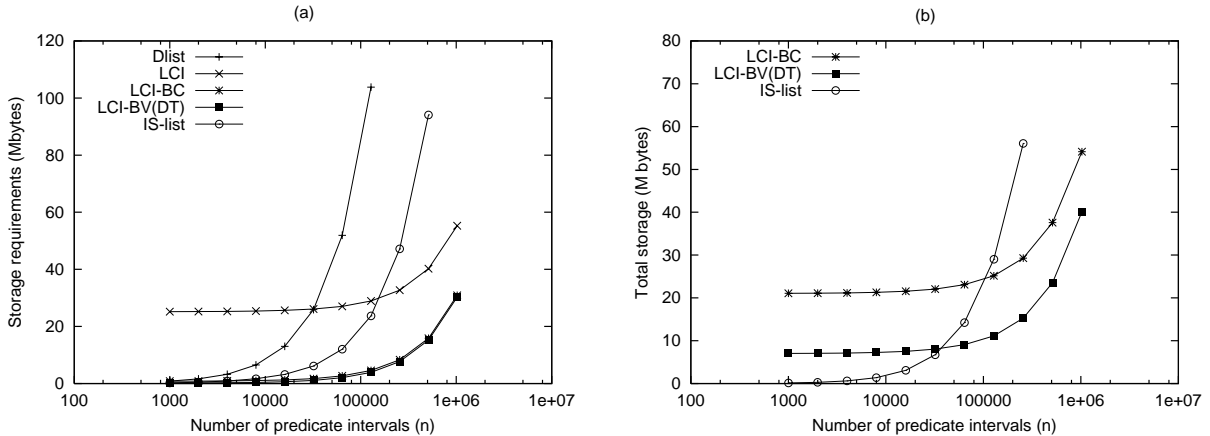 (a)
Storage requirements (Mbytes)
120
100
80
60
40
20
0
Dlist
LCI
LCI-BC
LCI-BV(DT)
IS-list
100
1000
10000
100000
1e+06
1e+07
Number of predicate intervals (n)
(b)
Total storage (M bytes)
80
70
60
50
40
30
20
10
0
LCI-BC
LCI-BV(DT)
IS-list
100
1000
10000
100000
1e+06
1e+07
Number of predicate intervals (n)